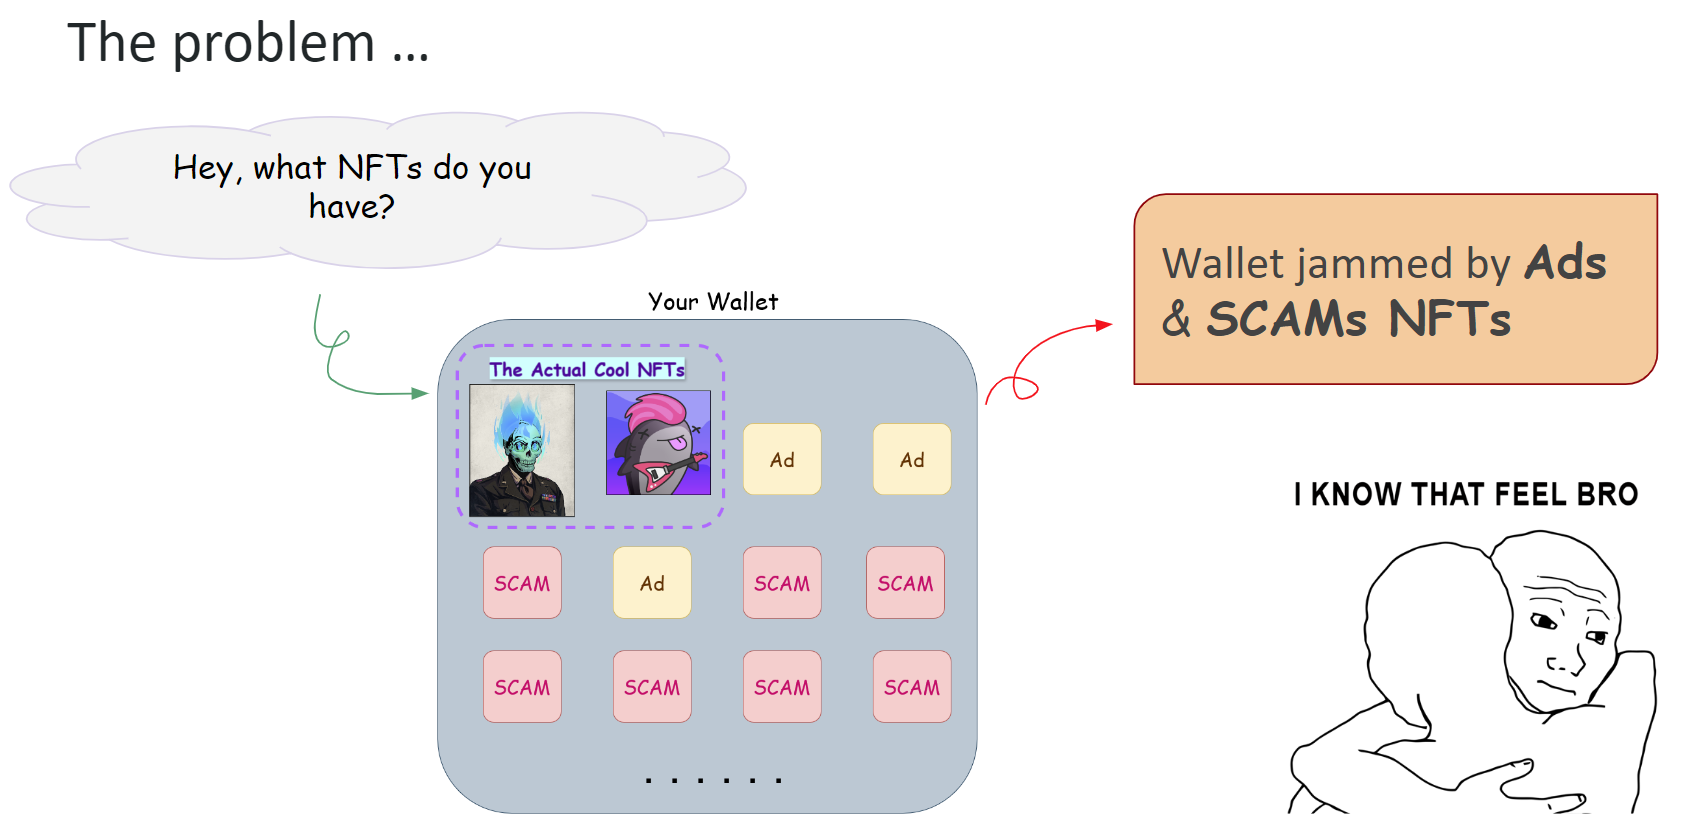 The problem ...
Hey, what NFTs do you
have?
Your Wallet
The Actual Cool NFTs
Ad
Ad
SCAM
Ad
SCAM
SCAM
SCAM
SCAM
SCAM
SCAM
. . . . . .
Wallet jammed by Ads
& SCAMs NFTs
I KNOW THAT FEEL BRO